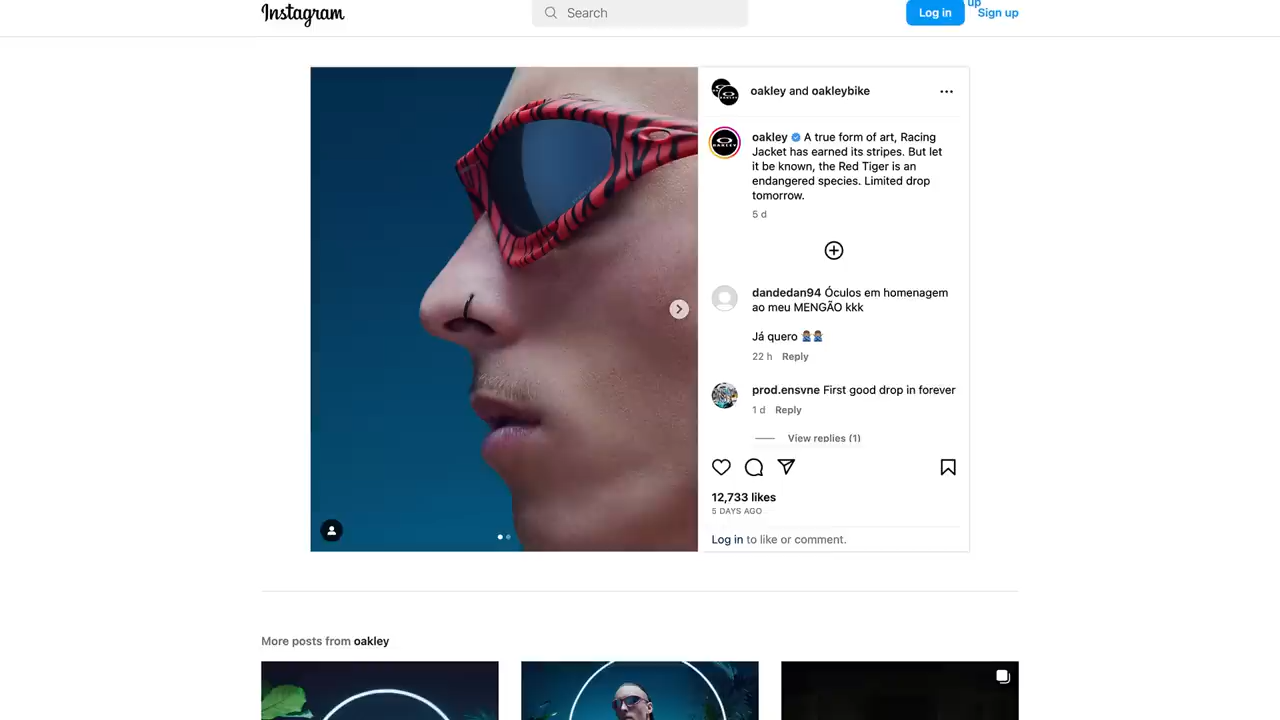 Instagram
Search
Log in
up
Sign up
oakley and oakleybike
oakley A true form of art, Racing
Jacket has earned its stripes. But let
it be known, the Red Tiger is an
endangered species. Limited drop
tomorrow.
5 d
dandedan94 Óculos em homenagem
ao meu MENGÃO kkk
Já quero 🤦🏽‍♂️🤦🏽‍♂️
22 h Reply
prod.ensvne First good drop in forever
1 d Reply
View replies (1)
12,733 likes
5 DAYS AGO
Log in to like or comment.
More posts from oakley